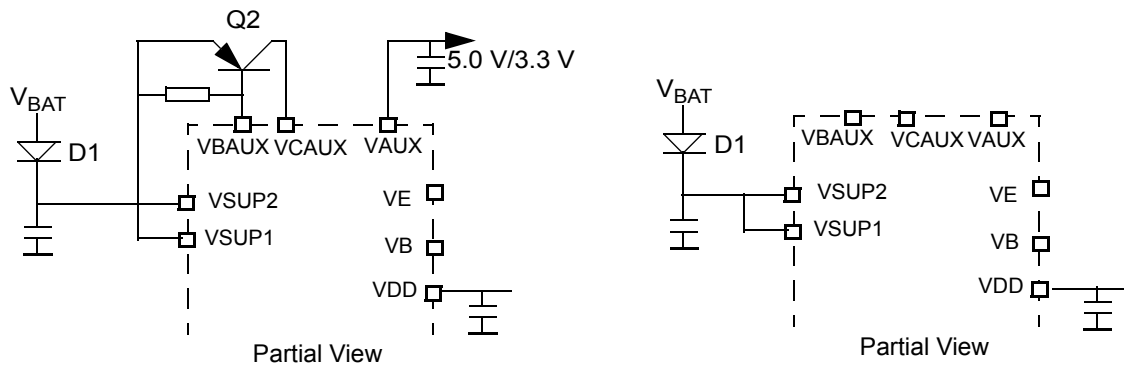 Q2
5.0 V/3.3 V
VBAT
D1
VBAUX VCAUX VAUX
VSUP2
VSUP1
VE
VB
VDD
Partial View
VBAT
D1
VBAUX VCAUX VAUX
VSUP2
VSUP1
VE
VB
VDD
Partial View